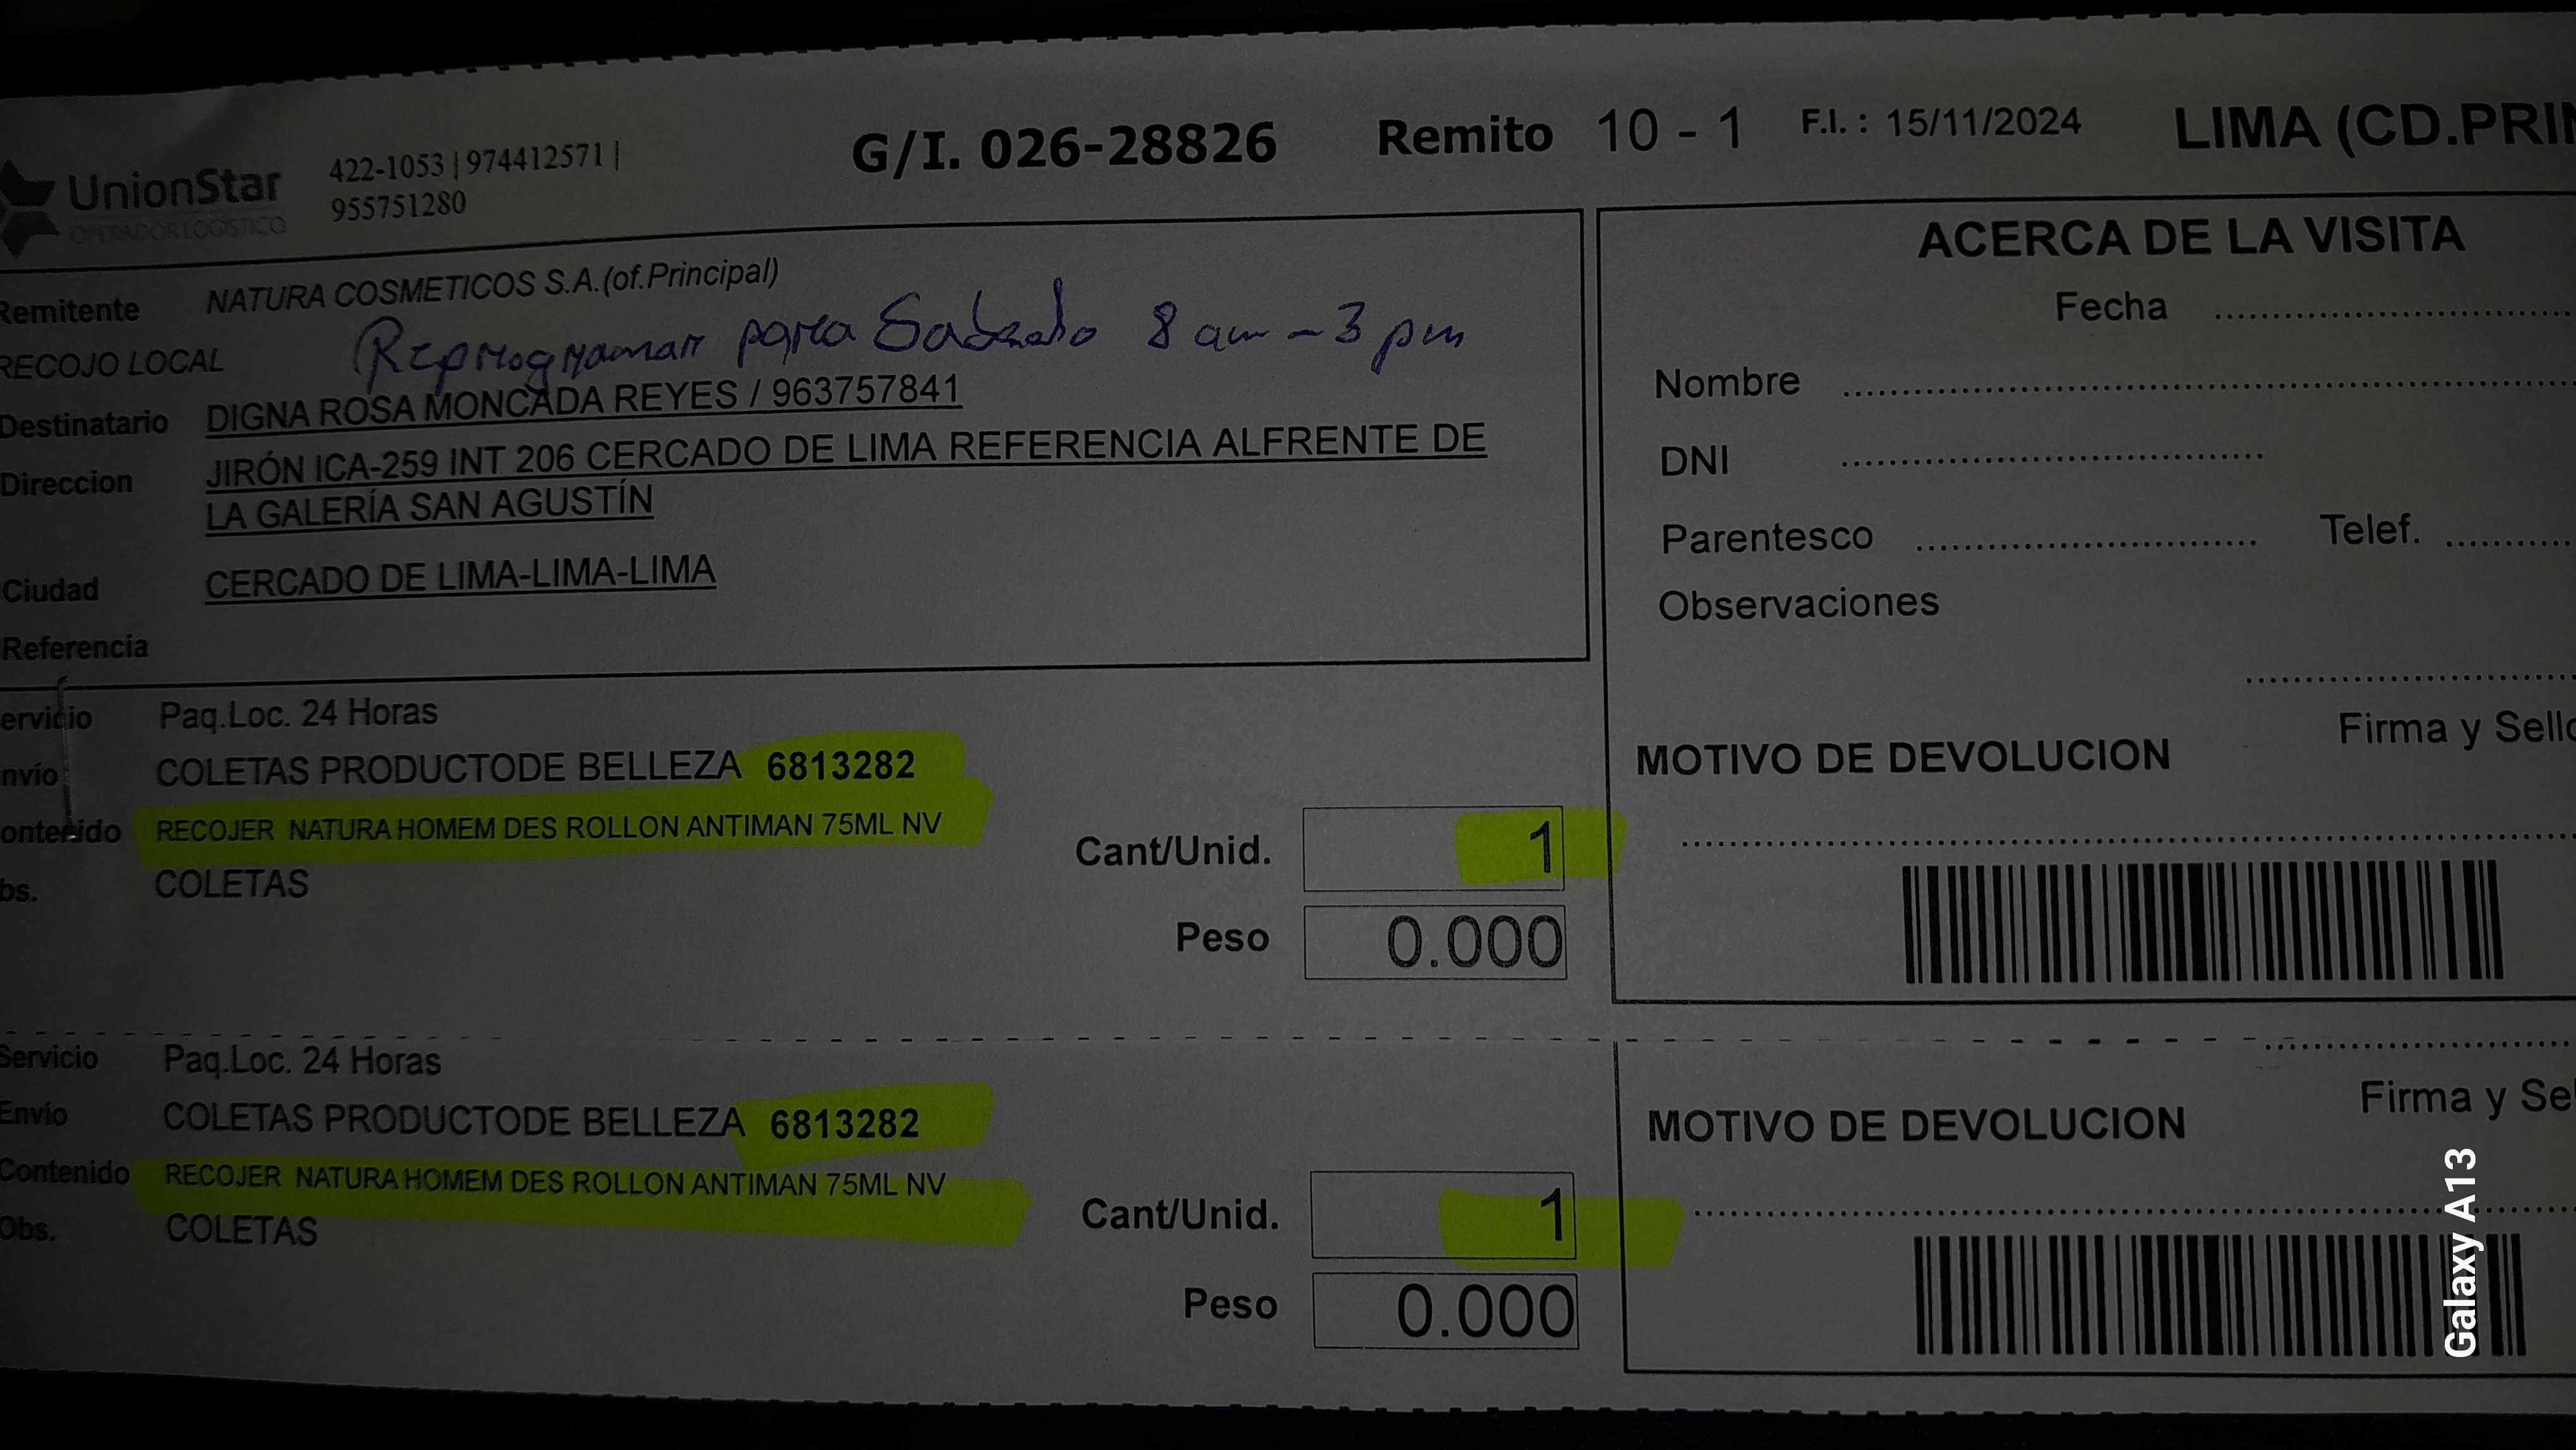 UnionStar
OPERADOR LOGÍSTICO
422-1053 | 974412571 |
955751280
G/I. 026-28826 Remito 10 - 1 F.I. : 15/11/2024 LIMA (CD.PRIN
Remitente NATURA COSMETICOS S.A.(of.Principal)
RECOJO LOCAL
Reprogramar para Sabado 8 am - 3 pm
Destinatario DIGNA ROSA MONCADA REYES / 963757841
Direccion JIRÓN ICA-259 INT 206 CERCADO DE LIMA REFERENCIA ALFRENTE DE
LA GALERÍA SAN AGUSTÍN
Ciudad CERCADO DE LIMA-LIMA-LIMA
Referencia
ACERCA DE LA VISITA
Fecha
Nombre
DNI
Parentesco Telef.
Observaciones
Firma y Sello
MOTIVO DE DEVOLUCION
ervicio Paq.Loc. 24 Horas
nvío COLETAS PRODUCTODE BELLEZA 6813282
ontenido RECOJER NATURA HOMEM DES ROLLON ANTIMAN 75ML NV
bs. COLETAS
Cant/Unid. 1
Peso 0.000
Servicio Paq.Loc. 24 Horas
Envío COLETAS PRODUCTODE BELLEZA 6813282
Contenido RECOJER NATURA HOMEM DES ROLLON ANTIMAN 75ML NV
Obs. COLETAS
Cant/Unid. 1
Peso 0.000
Firma y Se
MOTIVO DE DEVOLUCION
Galaxy A13